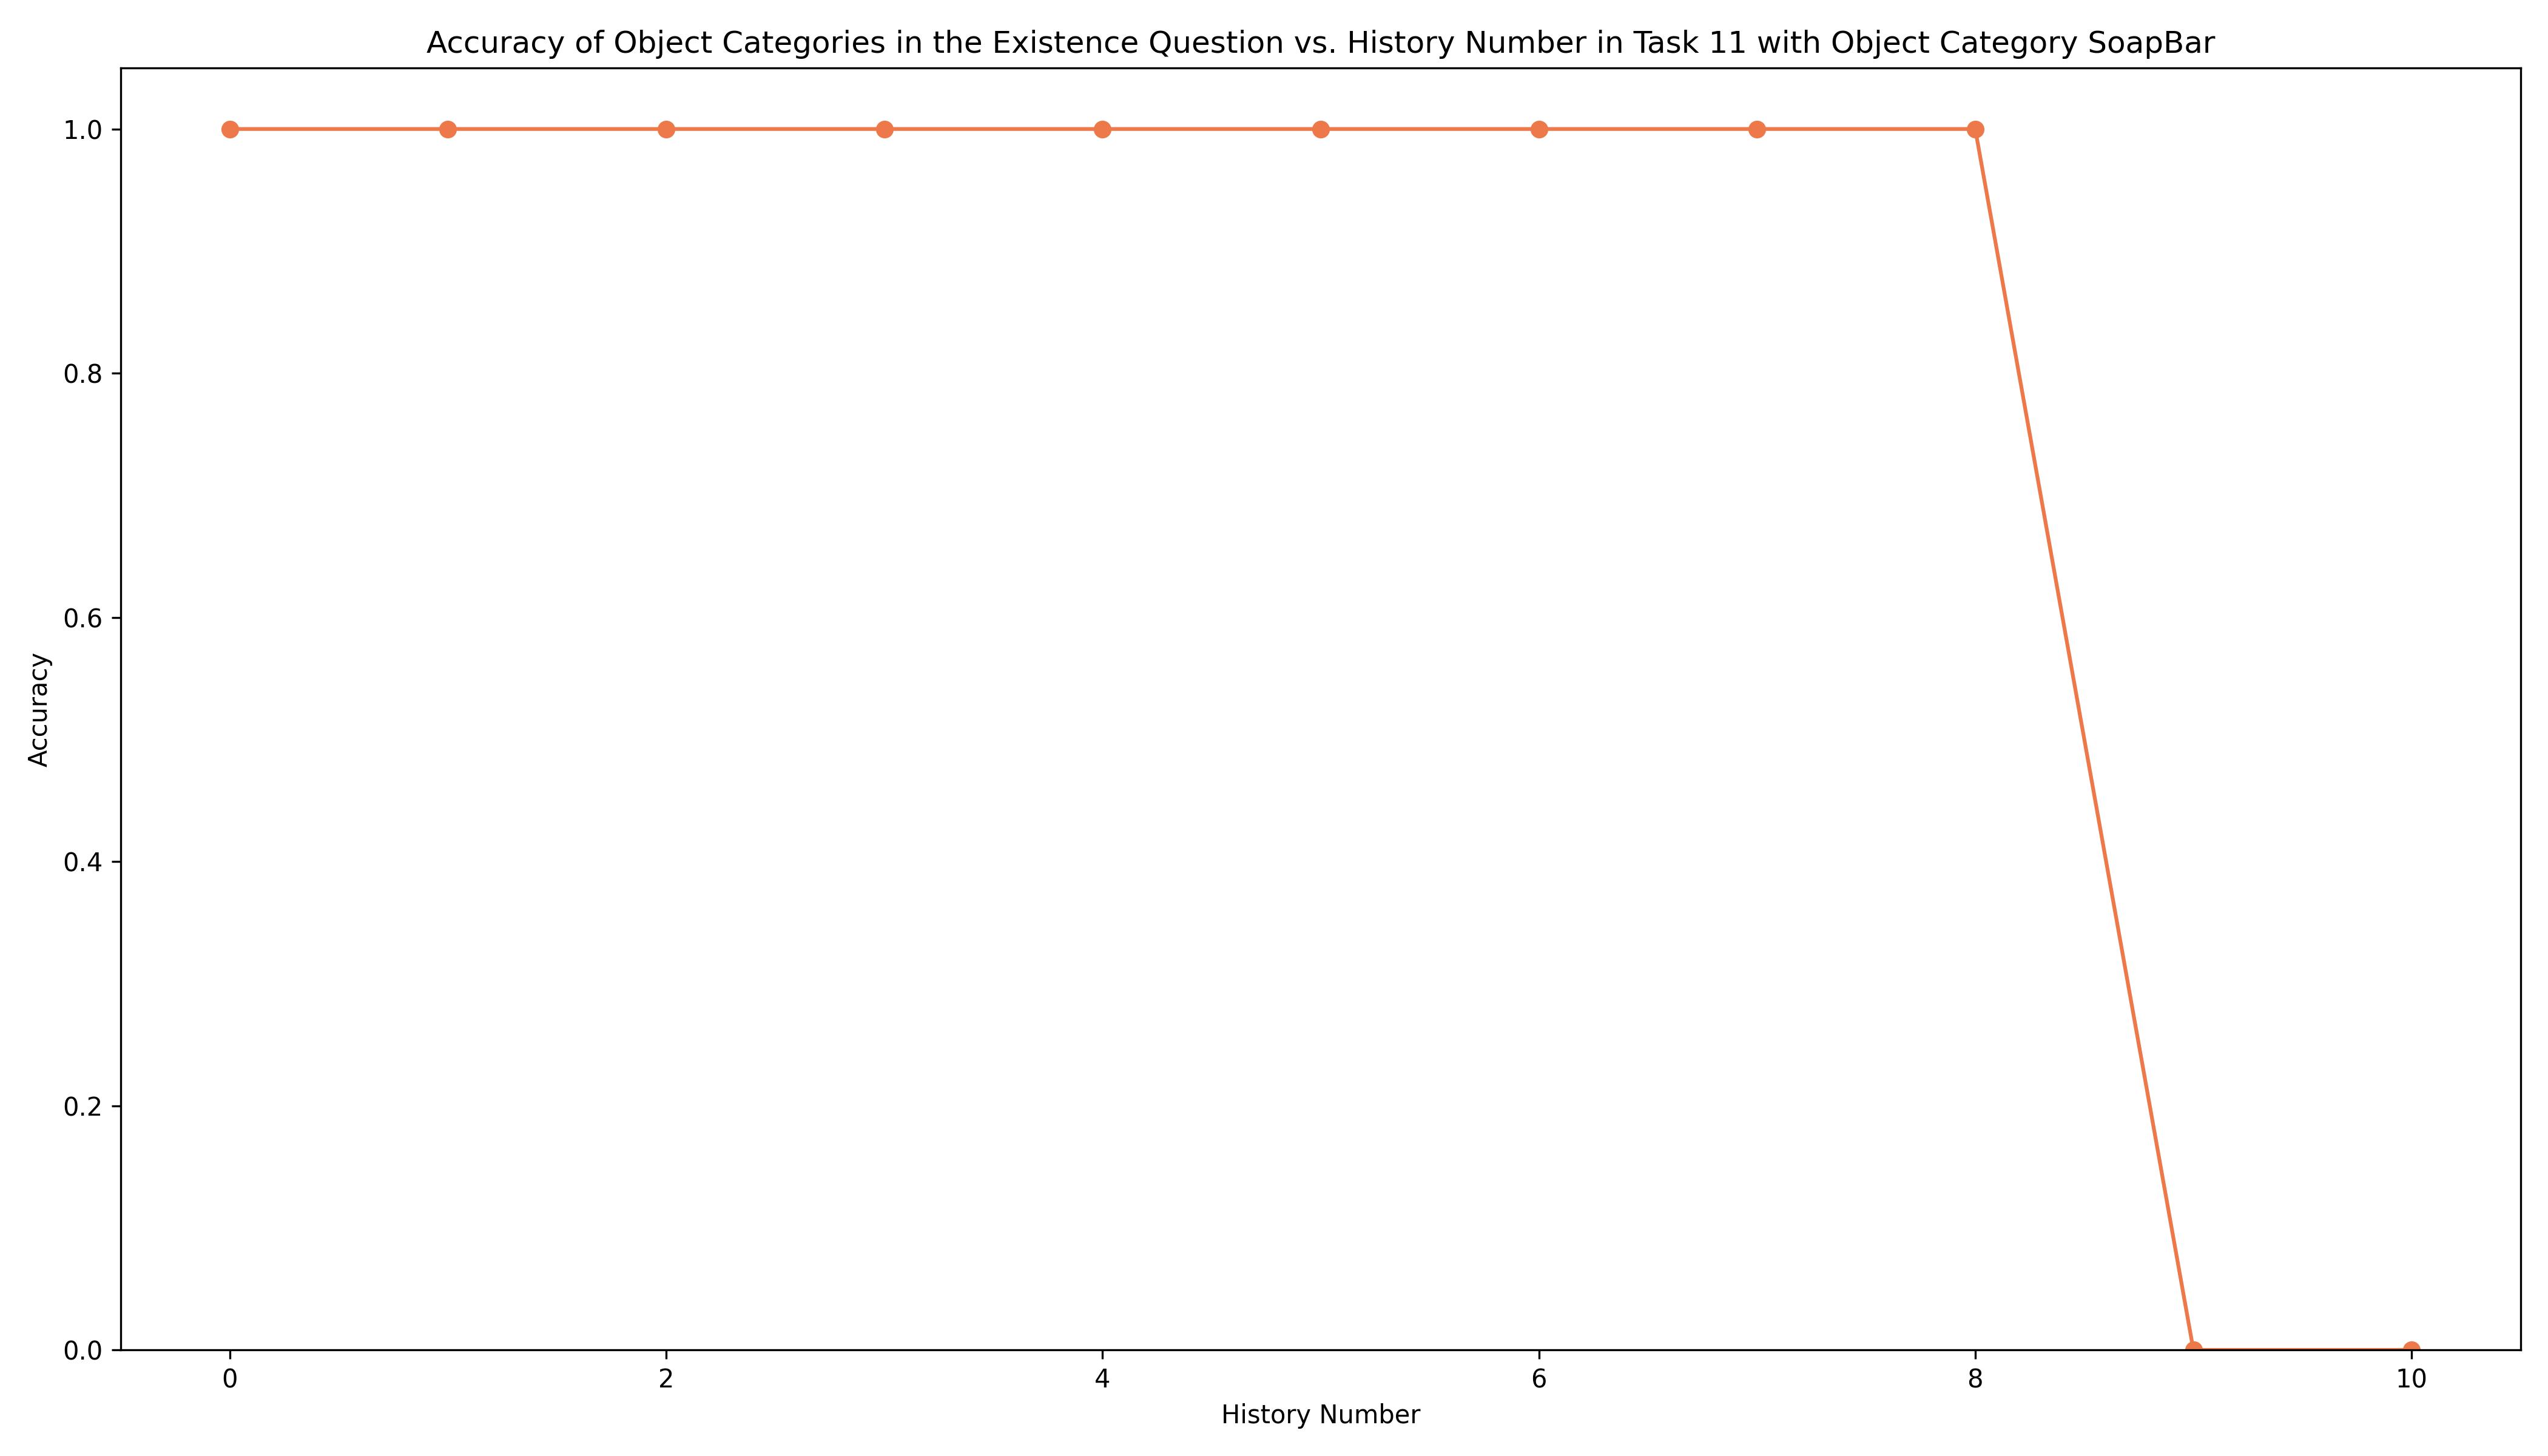 Accuracy of Object Categories in the Existence Question vs. History Number in Task 11 with Object Category SoapBar
1.0
0.8
0.6
0.4
0.2
0.0
Accuracy
0 2 4 6 8 10
History Number